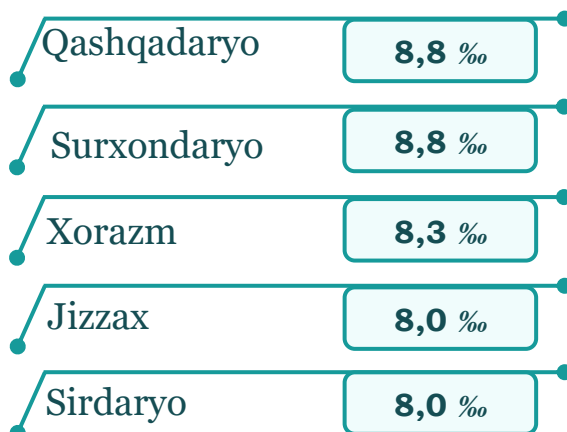 Qashqadaryo 8,8 ‰
Surxondaryo 8,8 ‰
Xorazm 8,3 ‰
Jizzax 8,0 ‰
Sirdaryo 8,0 ‰